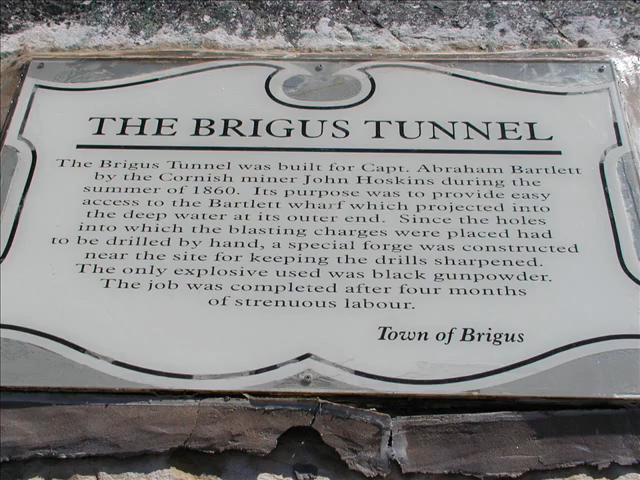 THE BRIGUS TUNNEL
The Brigus Tunnel was built for Capt. Abraham Bartlett
by the Cornish miner John Hoskins during the
summer of 1860. Its purpose was to provide easy
access to the Bartlett wharf which projected into
the deep water at its outer end. Since the holes
into which the blasting charges were placed had
to be drilled by hand, a special forge was constructed
near the site for keeping the drills sharpened.
The only explosive used was black gunpowder.
The job was completed after four months
of strenuous labour.
Town of Brigus